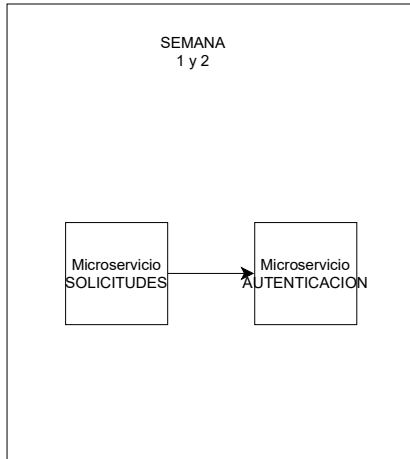 SEMANA
1 y 2
Microservicio
SOLICITUDES
Microservicio
AUTENTICACION